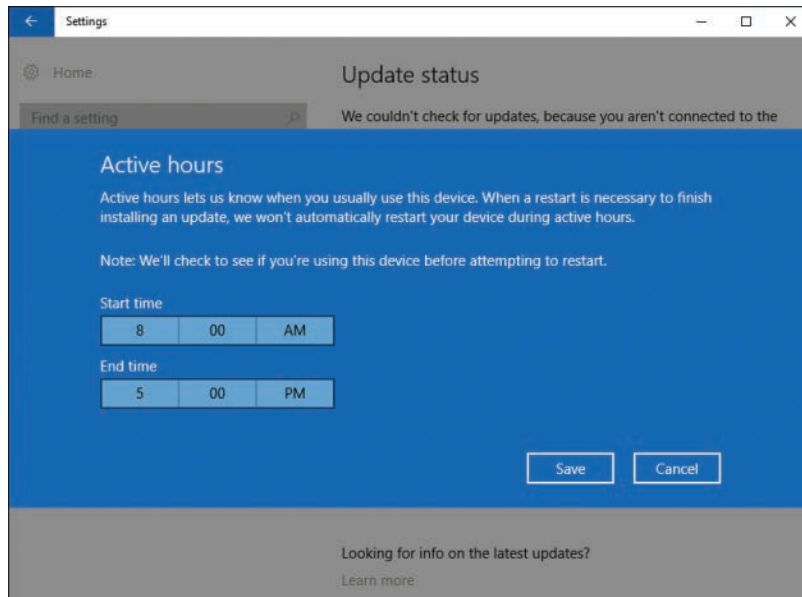 Settings
Home
Update status
Find a setting
We couldn't check for updates, because you aren't connected to the
Active hours
Active hours lets us know when you usually use this device. When a restart is necessary to finish
installing an update, we won't automatically restart your device during active hours.
Note: We'll check to see if you're using this device before attempting to restart.
Start time
8 00 AM
End time
5 00 PM
Save Cancel
Looking for info on the latest updates?
Learn more